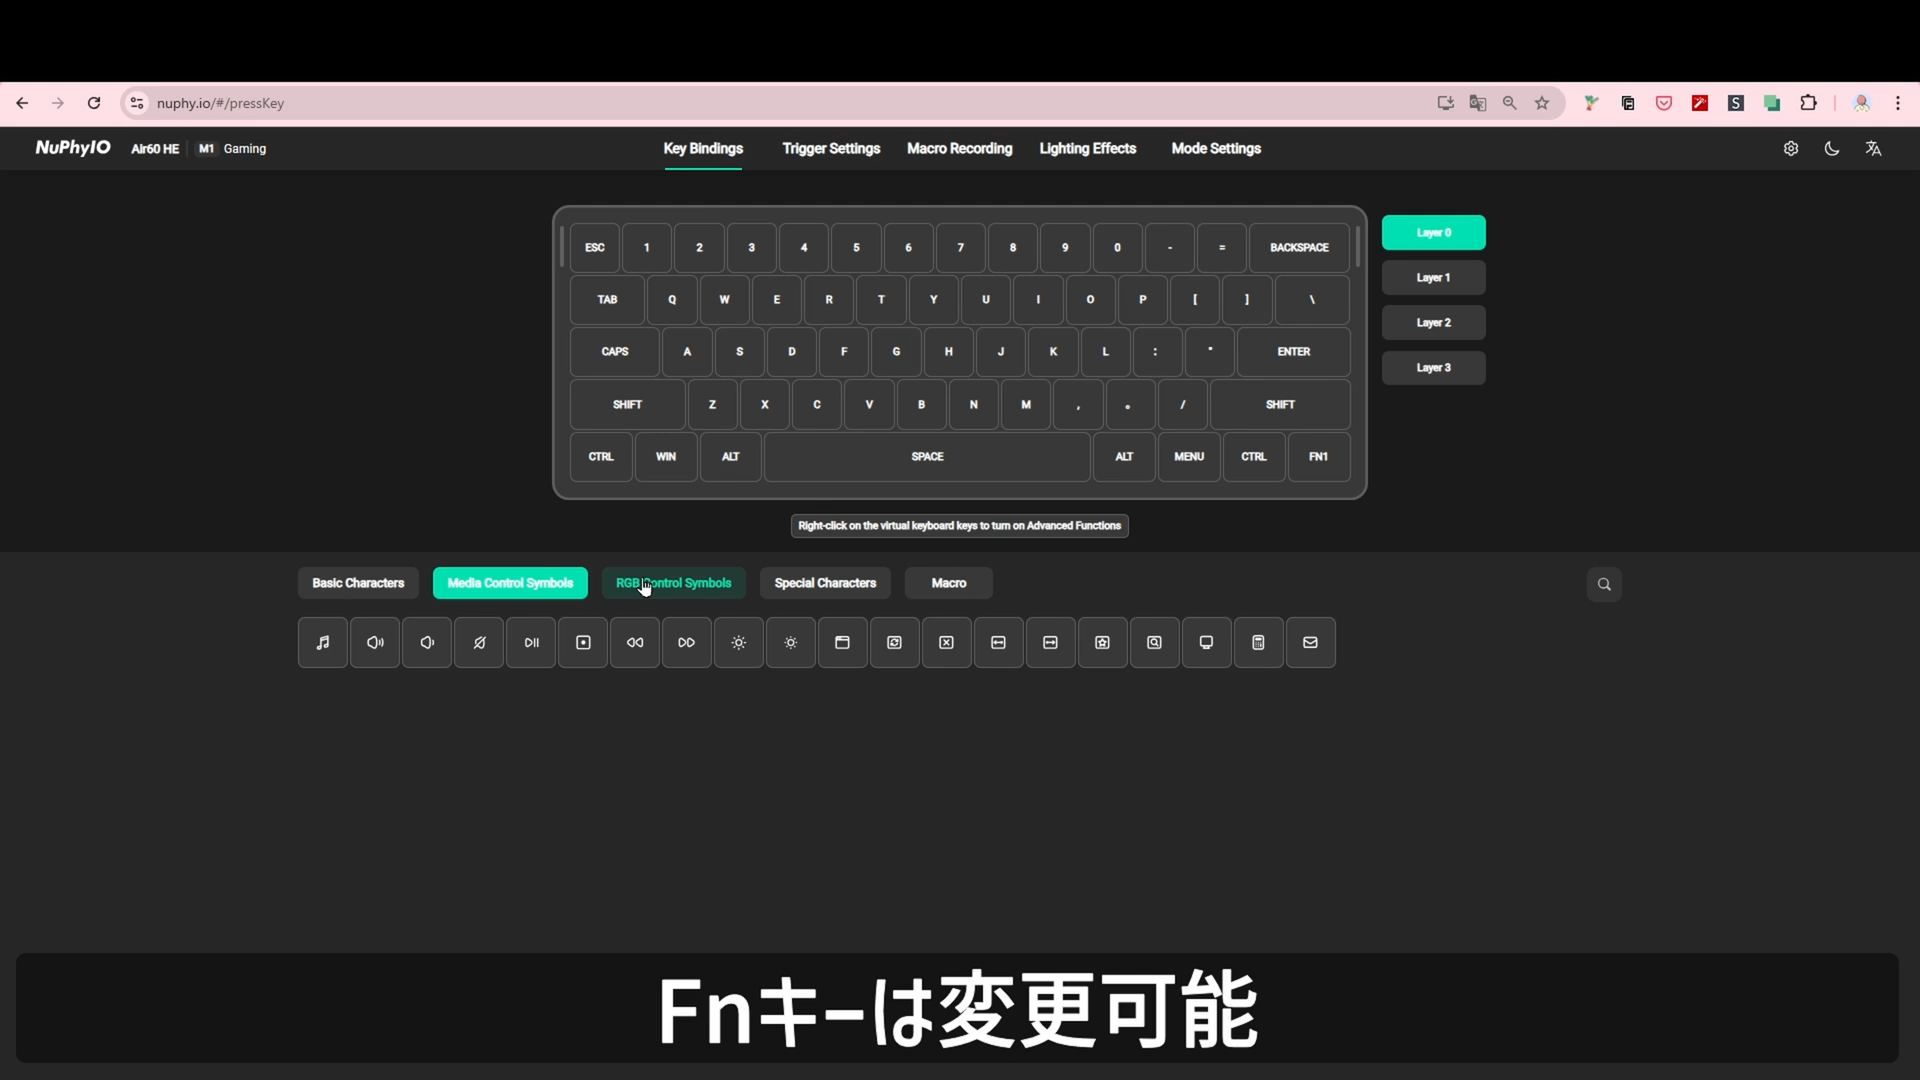 nuphy.io/#/pressKey
NuPhyIO Air60 HE M1 Gaming Key Bindings Trigger Settings Macro Recording Lighting Effects Mode Settings
ESC 1 2 3 4 5 6 7 8 9 0 - = BACKSPACE
Layer 0
TAB Q W E R T Y U I O P [ ] \
Layer 1
Layer 2
CAPS A S D F G H J K L : " ENTER
Layer 3
SHIFT Z X C V B N M , 。 / SHIFT
CTRL WIN ALT SPACE ALT MENU CTRL FN1
Right-click on the virtual keyboard keys to turn on Advanced Functions
Basic Characters Media Control Symbols RGB Control Symbols Special Characters Macro
Fnキーは変更可能